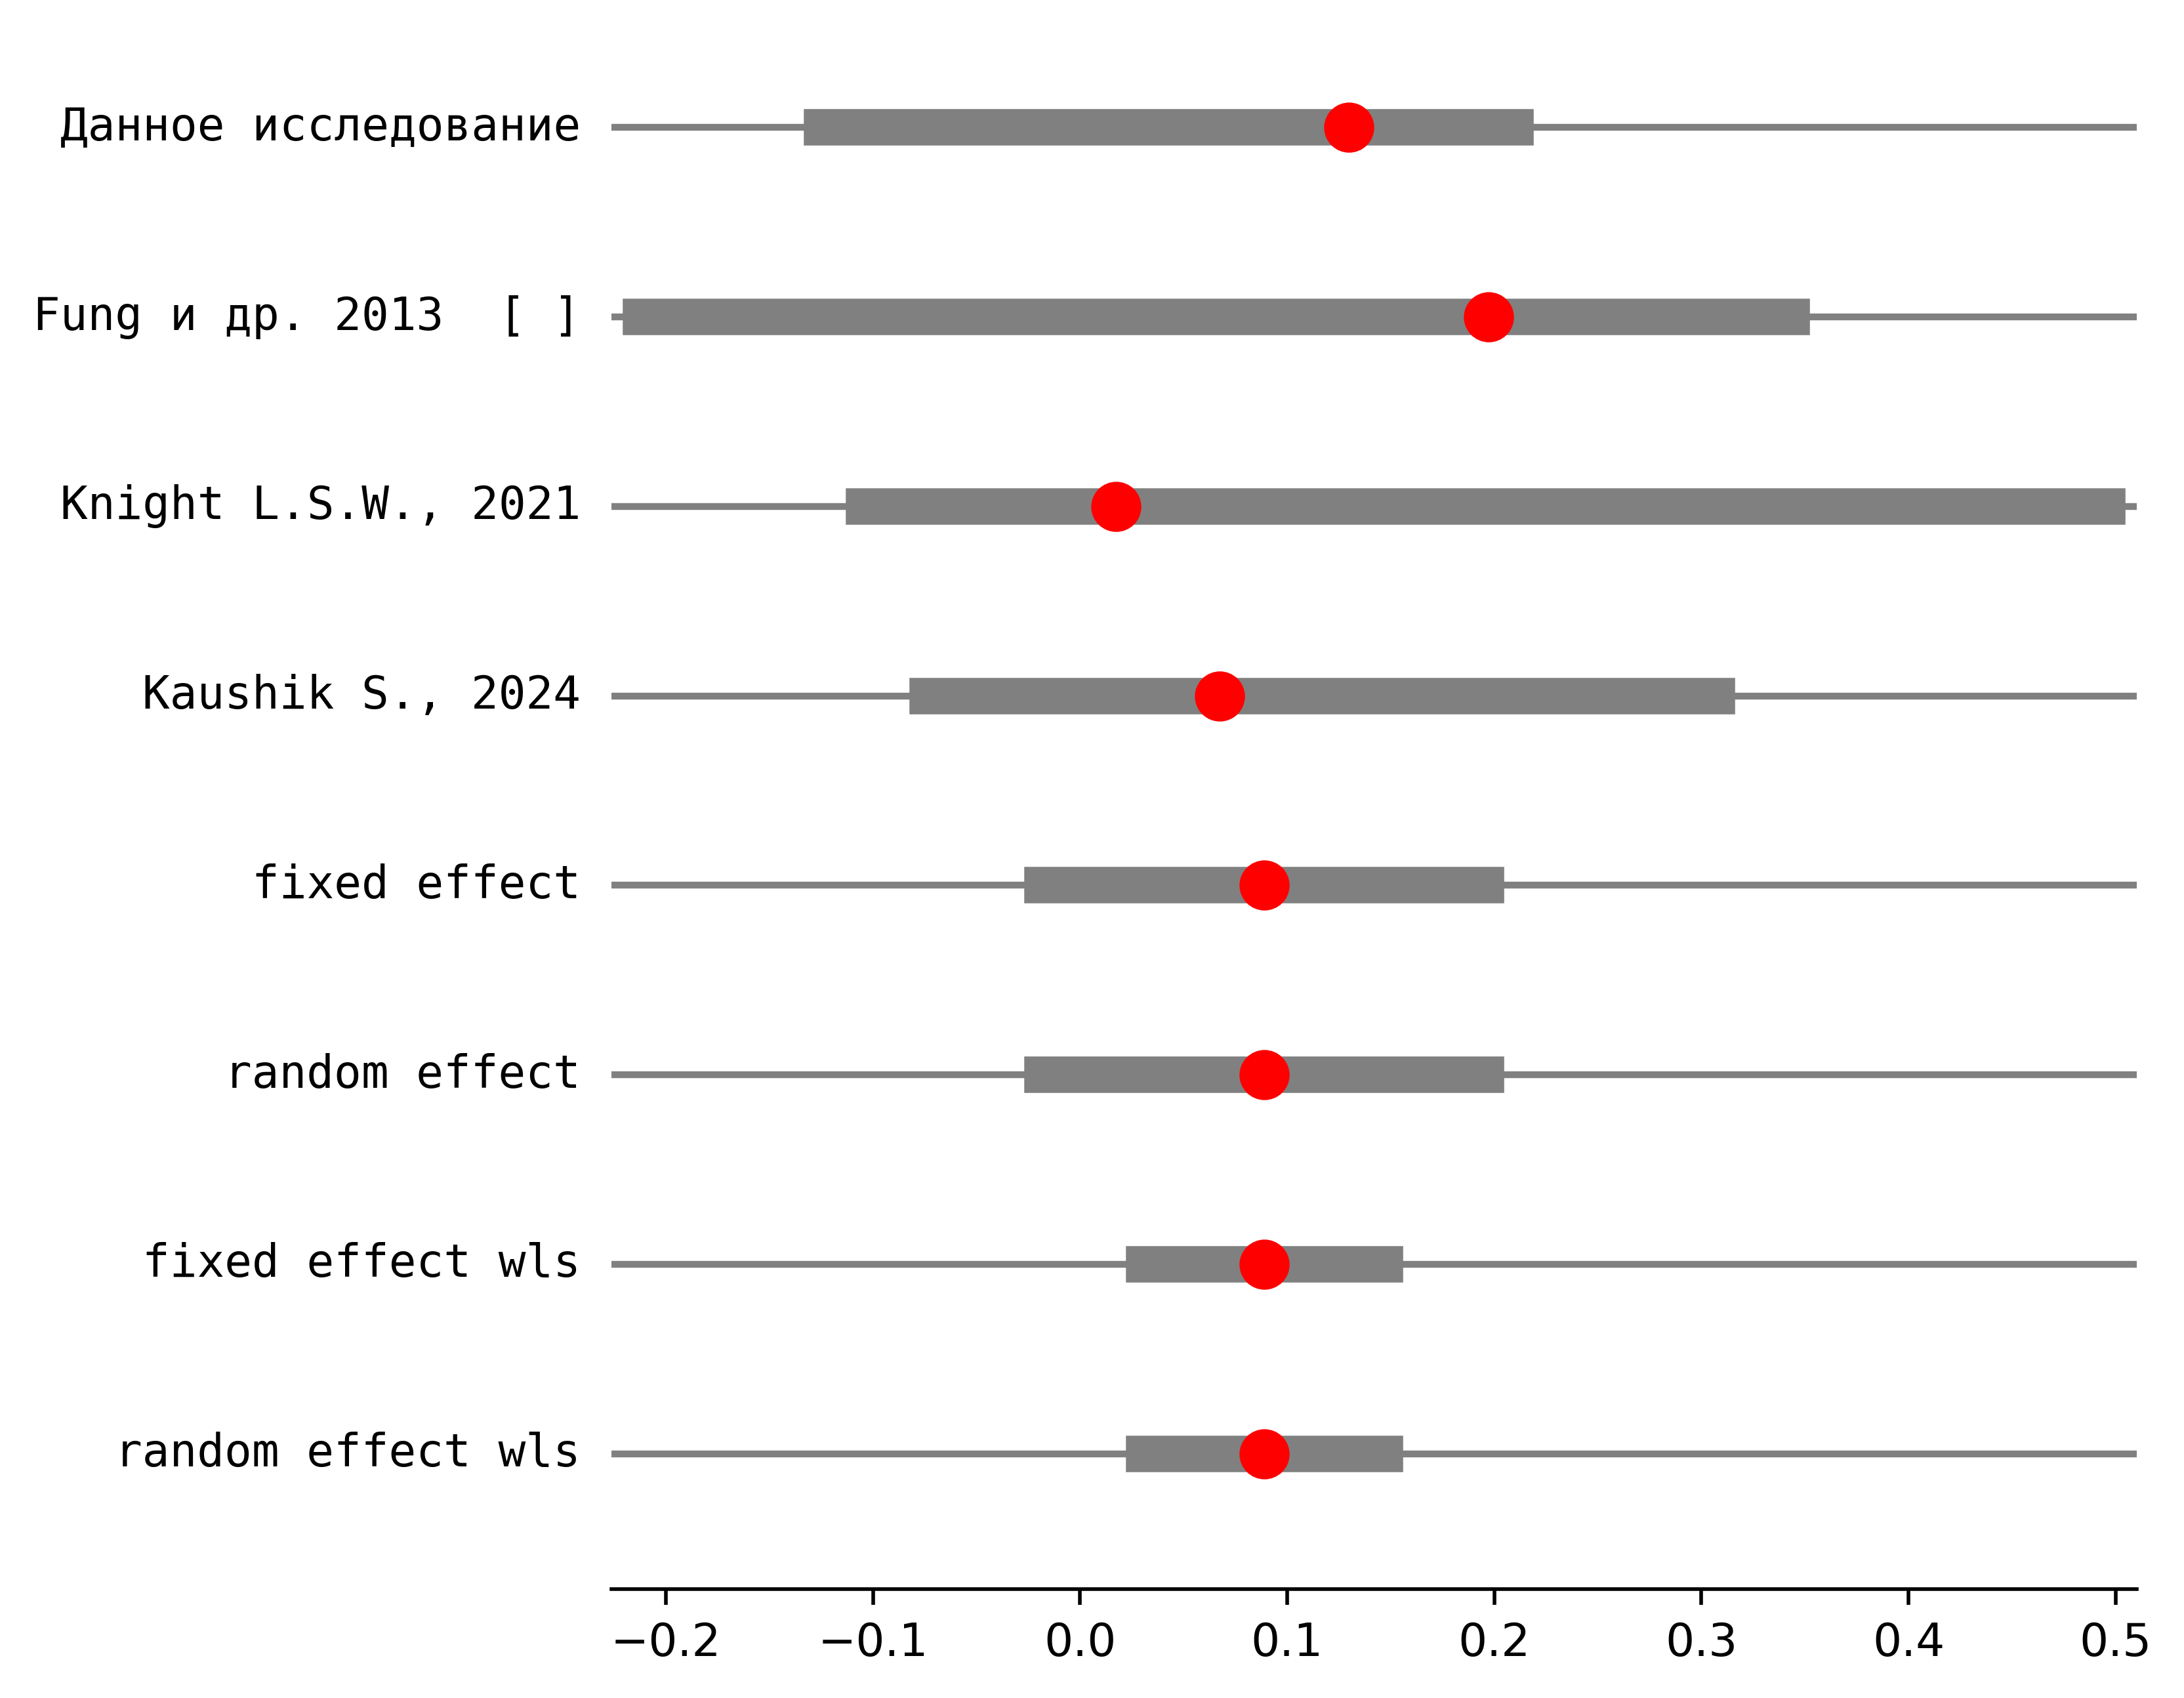 Данное исследование
Fung и др. 2013  [ ]
Knight L.S.W., 2021
Kaushik S., 2024
fixed effect
random effect
fixed effect wls
random effect wls
−0.2 −0.1 0.0 0.1 0.2 0.3 0.4 0.5